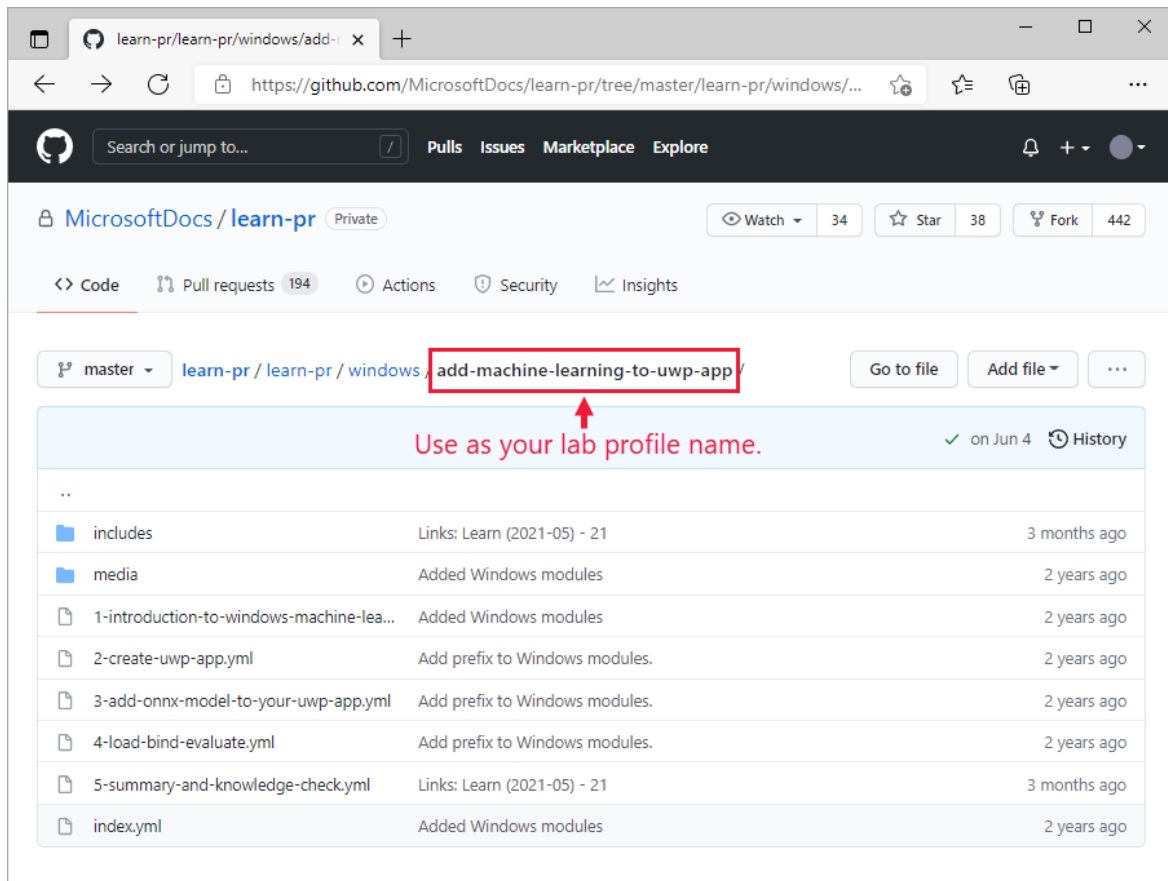 learn-pr/learn-pr/windows/add-
https://github.com/MicrosoftDocs/learn-pr/tree/master/learn-pr/windows/...
Search or jump to... / Pulls Issues Marketplace Explore
MicrosoftDocs / learn-pr Private Watch 34 Star 38 Fork 442
<> Code Pull requests 194 Actions Security Insights
master learn-pr / learn-pr / windows / add-machine-learning-to-uwp-app / Go to file Add file ...
Use as your lab profile name. on Jun 4 History
..
includes Links: Learn (2021-05) - 21 3 months ago
media Added Windows modules 2 years ago
1-introduction-to-windows-machine-lea... Added Windows modules 2 years ago
2-create-uwp-app.yml Add prefix to Windows modules. 2 years ago
3-add-onnx-model-to-your-uwp-app.yml Add prefix to Windows modules. 2 years ago
4-load-bind-evaluate.yml Add prefix to Windows modules. 2 years ago
5-summary-and-knowledge-check.yml Links: Learn (2021-05) - 21 3 months ago
index.yml Added Windows modules 2 years ago